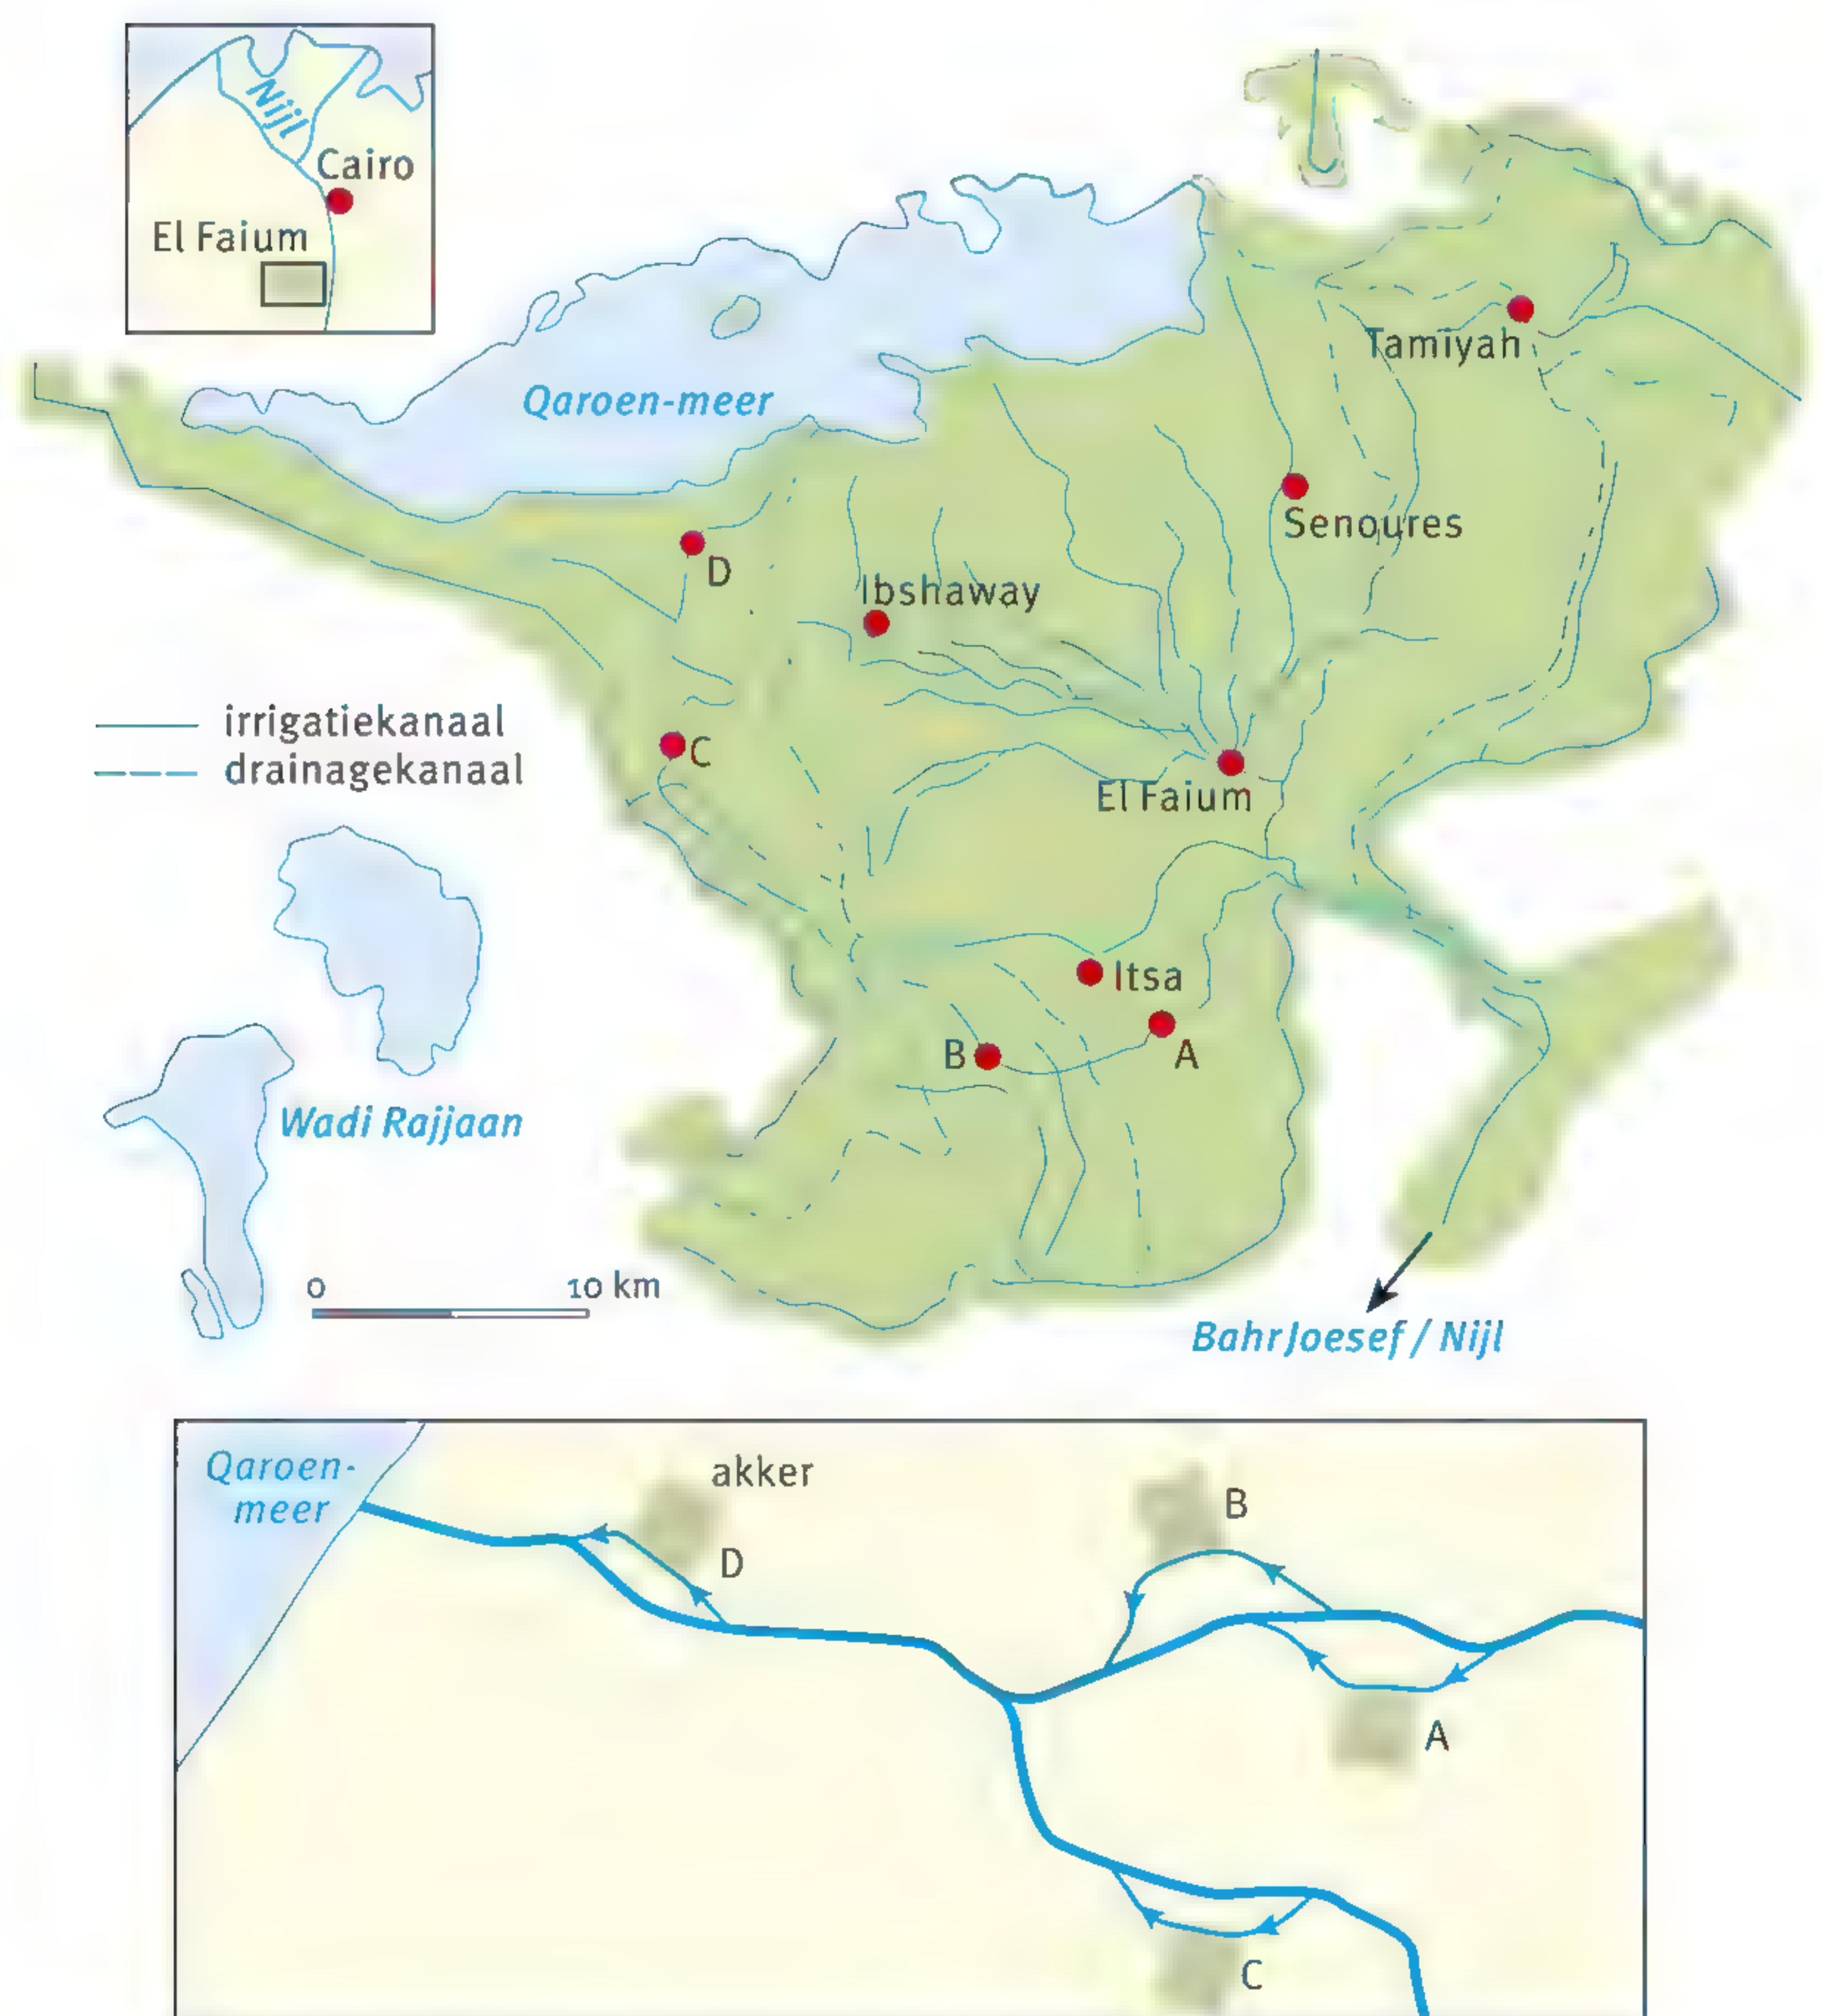 Nijl
Cairo
El Faium
Qaroen-meer
Tamīyah
Senoures
D
Ibshaway
irrigatiekanaal
drainagekanaal
C
El Faium
Itsa
B
A
Wadi Rajjaan
0 10 km
Bahr Joesef / Nijl
Qaroen-
meer
akker
B
D
A
C